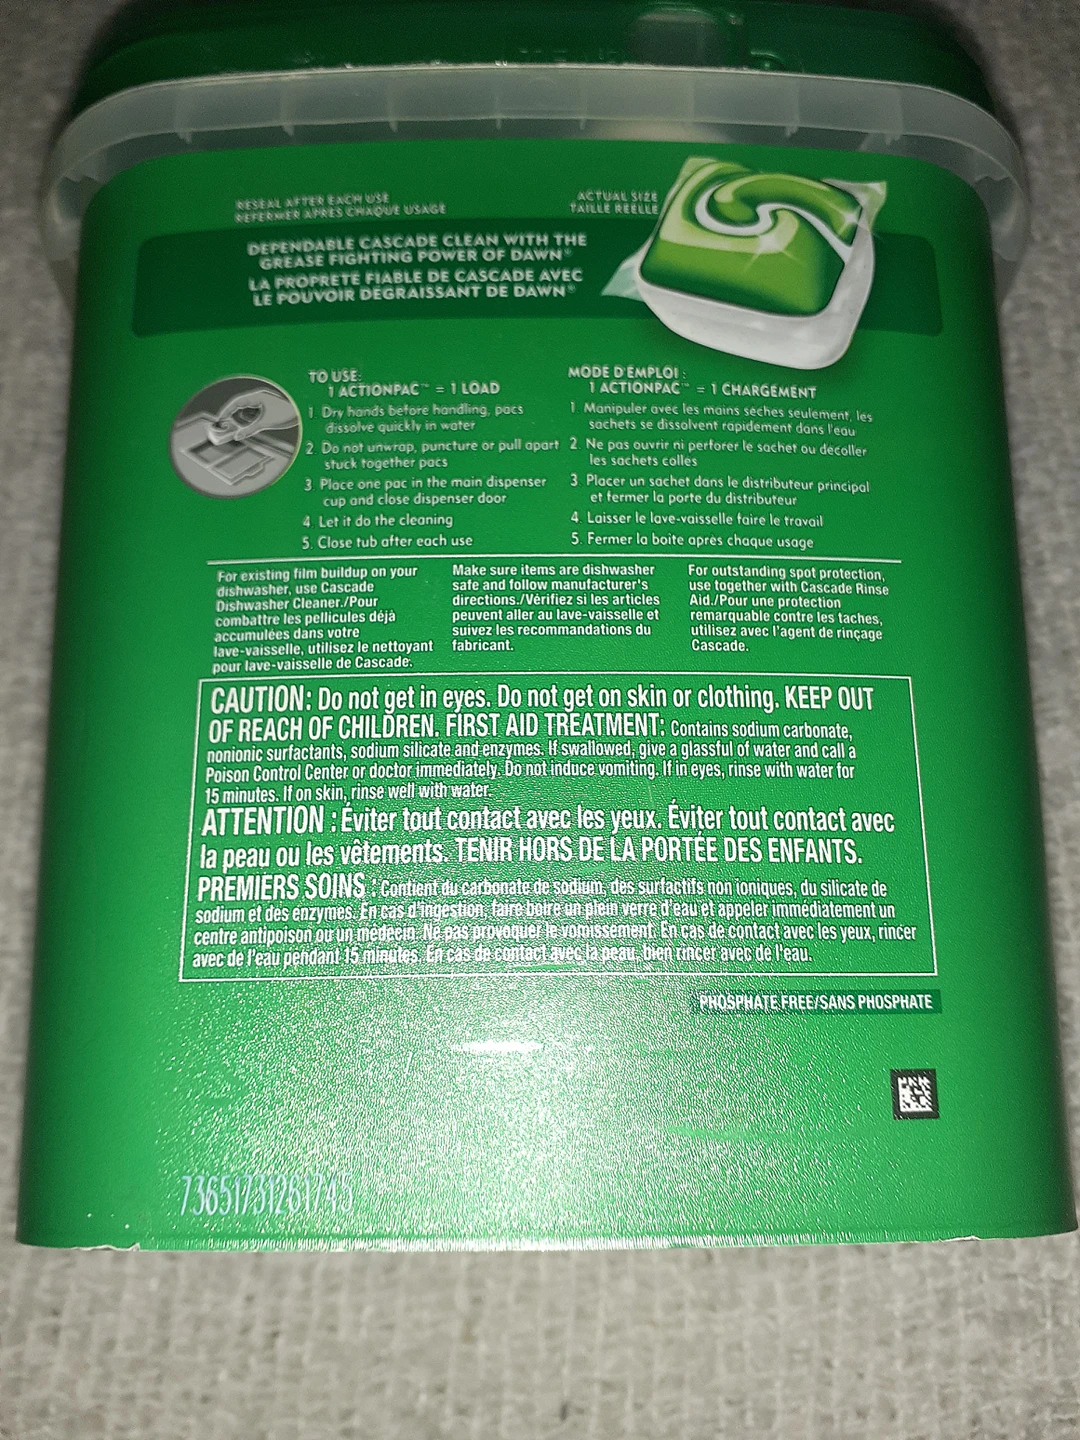 RESEAL AFTER EACH USE
REFERMER APRÈS CHAQUE USAGE
ACTUAL SIZE
TAILLE RÉELLE
DEPENDABLE CASCADE CLEAN WITH THE
GREASE FIGHTING POWER OF DAWN®
LA PROPRETÉ FIABLE DE CASCADE AVEC
LE POUVOIR DÉGRAISSANT DE DAWN®
TO USE:
1 ACTIONPAC™ = 1 LOAD
1 Dry hands before handling, pacs
dissolve quickly in water
2 Do not unwrap, puncture or pull apart
stuck together pacs
3 Place one pac in the main dispenser
cup and close dispenser door
4 Let it do the cleaning
5. Close tub after each use
MODE D'EMPLOI :
1 ACTIONPAC™ = 1 CHARGEMENT
1 Manipuler avec les mains sèches seulement, les
sachets se dissolvent rapidement dans l'eau
2 Ne pas ouvrir ni perforer le sachet ou décoller
les sachets collés
3 Placer un sachet dans le distributeur principal
et fermer la porte du distributeur
4. Laisser le lave-vaisselle faire le travail
5. Fermer la boîte après chaque usage
For existing film buildup on your
dishwasher, use Cascade
Dishwasher Cleaner./Pour
combattre les pellicules déjà
accumulées dans votre
lave-vaisselle, utilisez le nettoyant
pour lave-vaisselle de Cascade.
Make sure items are dishwasher
safe and follow manufacturer's
directions./Vérifiez si les articles
peuvent aller au lave-vaisselle et
suivez les recommandations du
fabricant.
For outstanding spot protection,
use together with Cascade Rinse
Aid./Pour une protection
remarquable contre les taches,
utilisez avec l'agent de rinçage
Cascade.
CAUTION: Do not get in eyes. Do not get on skin or clothing. KEEP OUT
OF REACH OF CHILDREN. FIRST AID TREATMENT: Contains sodium carbonate,
nonionic surfactants, sodium silicate and enzymes. If swallowed, give a glassful of water and call a
Poison Control Center or doctor immediately. Do not induce vomiting. If in eyes, rinse with water for
15 minutes. If on skin, rinse well with water.
ATTENTION : Éviter tout contact avec les yeux. Éviter tout contact avec
la peau ou les vêtements. TENIR HORS DE LA PORTÉE DES ENFANTS.
PREMIERS SOINS : Contient du carbonate de sodium, des surfactifs non ioniques, du silicate de
sodium et des enzymes. En cas d'ingestion, faire boire un plein verre d'eau et appeler immédiatement un
centre antipoison ou un médecin. Ne pas provoquer le vomissement. En cas de contact avec les yeux, rincer
avec de l'eau pendant 15 minutes. En cas de contact avec la peau, bien rincer avec de l'eau.
PHOSPHATE FREE/SANS PHOSPHATE
73651731261745